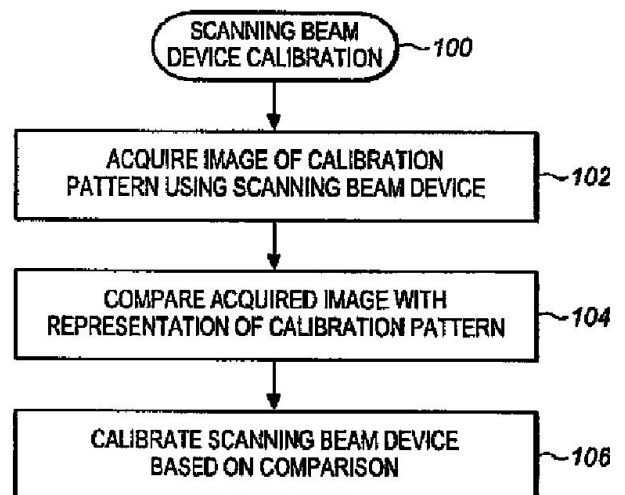 SCANNING BEAM
DEVICE CALIBRATION
100
ACQUIRE IMAGE OF CALIBRATION
PATTERN USING SCANNING BEAM DEVICE
102
COMPARE ACQUIRED IMAGE WITH
REPRESENTATION OF CALIBRATION PATTERN
104
CALIBRATE SCANNING BEAM DEVICE
BASED ON COMPARISON
106